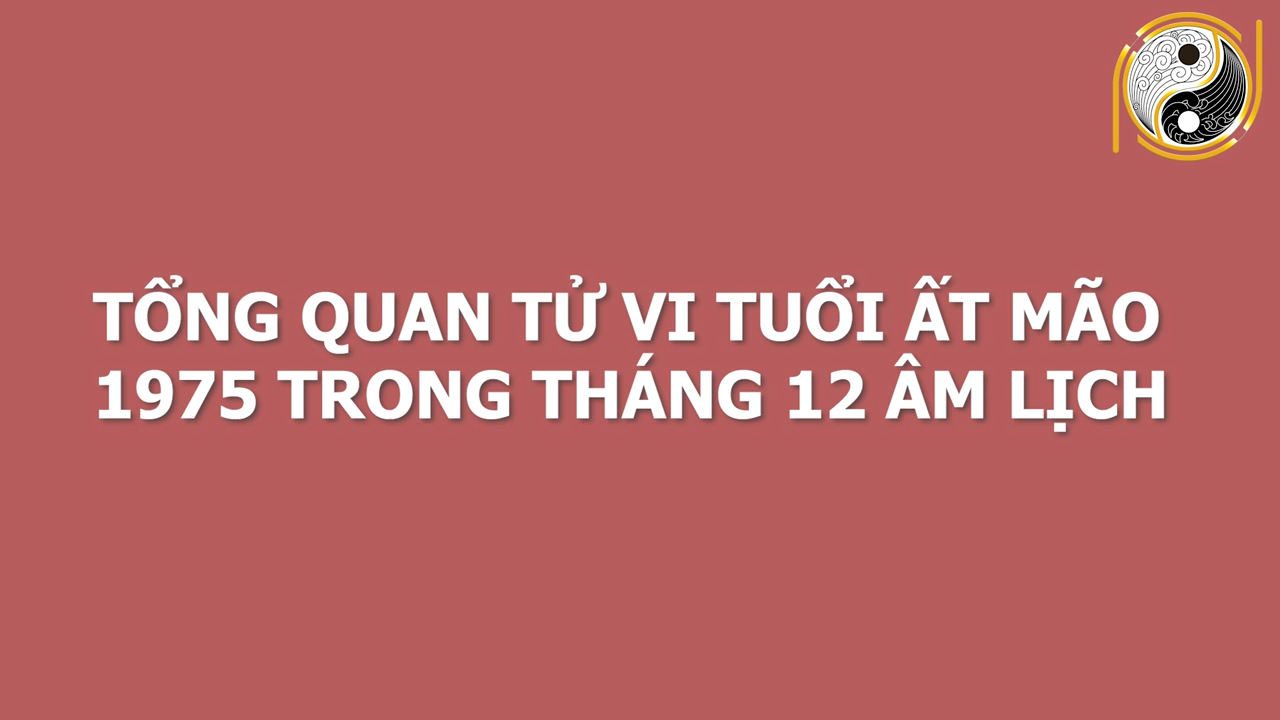 TỔNG QUAN TỬ VI TUỔI ẤT MÃO
1975 TRONG THÁNG 12 ÂM LỊCH